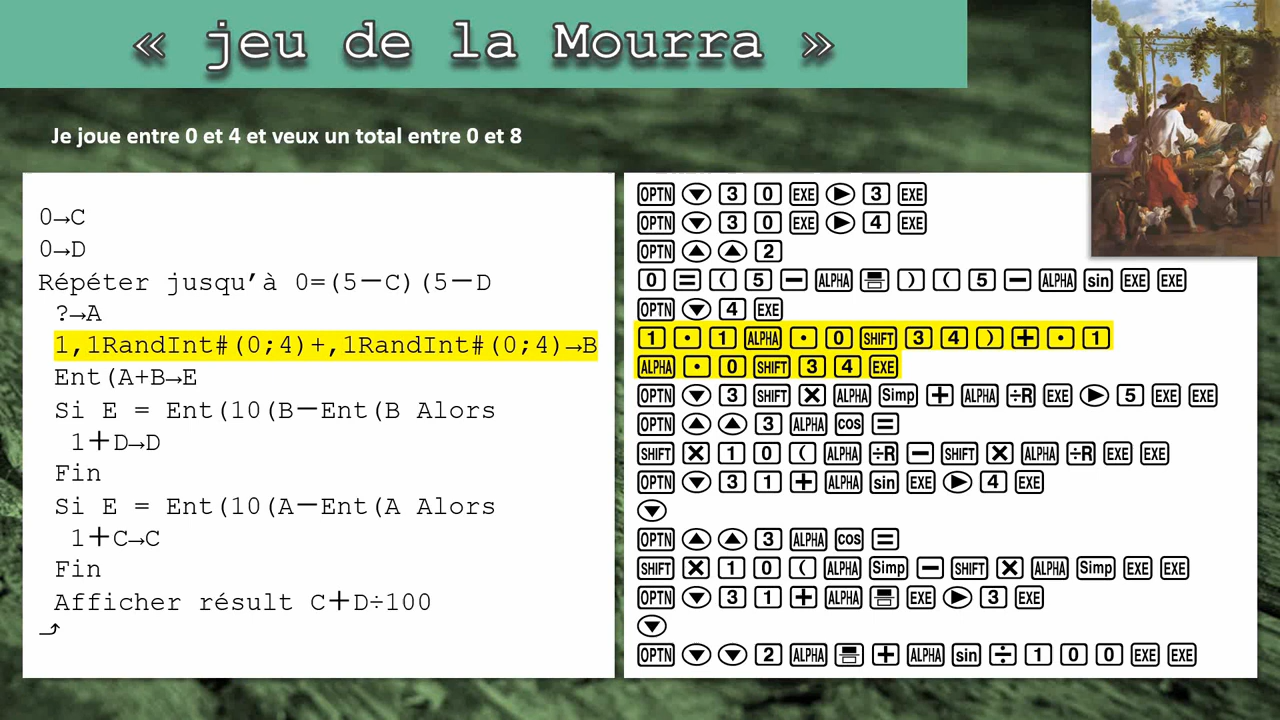 « jeu de la Mourra »
Je joue entre 0 et 4 et veux un total entre 0 et 8
0→C
0→D
Répéter jusqu’à 0=(5−C)(5−D
?→A
1,1RandInt#(0;4)+,1RandInt#(0;4)→B
Ent(A+B→E
Si E = Ent(10(B−Ent(B Alors
1+D→D
Fin
Si E = Ent(10(A−Ent(A Alors
1+C→C
Fin
Afficher résult C+D÷100
OPTN ▼ 3 0 EXE ▶ 3 EXE
OPTN ▼ 3 0 EXE ▶ 4 EXE
OPTN ▲ ▲ 2
0 = ( 5 − ALPHA ) ( 5 − ALPHA sin EXE EXE
OPTN ▼ 4 EXE
1 · 1 ALPHA · 0 SHIFT 3 4 ) + · 1
ALPHA · 0 SHIFT 3 4 EXE
OPTN ▼ 3 SHIFT × ALPHA Simp + ALPHA ÷R EXE ▶ 5 EXE EXE
OPTN ▲ ▲ 3 ALPHA cos =
SHIFT × 1 0 ( ALPHA ÷R − SHIFT × ALPHA ÷R EXE EXE
OPTN ▼ 3 1 + ALPHA sin EXE ▶ 4 EXE
▼
OPTN ▲ ▲ 3 ALPHA cos =
SHIFT × 1 0 ( ALPHA Simp − SHIFT × ALPHA Simp EXE EXE
OPTN ▼ 3 1 + ALPHA EXE ▶ 3 EXE
▼
OPTN ▼ ▼ 2 ALPHA + ALPHA sin ÷ 1 0 0 EXE EXE